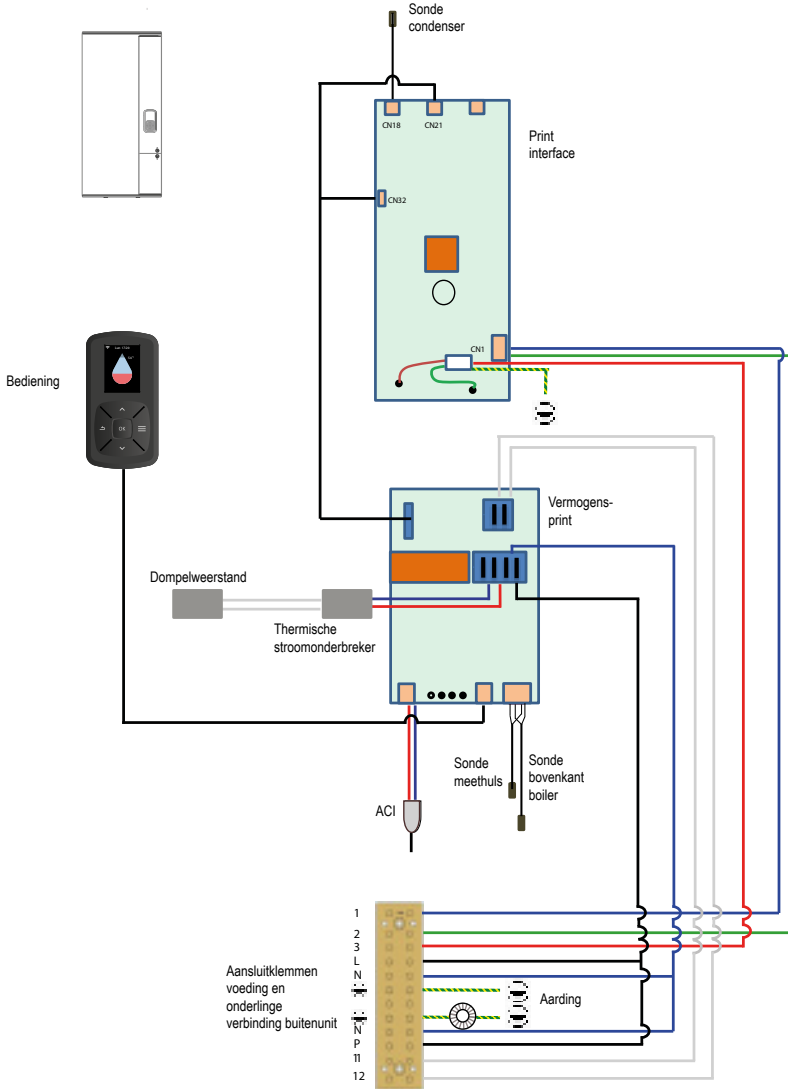 Sonde
condenser
CN18
CN21
Print
interface
CN32
CN1
Bediening
OK
Vermogens-
print
Dompelweerstand
Thermische
stroomonderbreker
Sonde
meethuls
Sonde
bovenkant
boiler
ACI
1
2
3
L
N
N
P
11
12
Aansluitklemmen
voeding en
onderlinge
verbinding buitenunit
Aarding